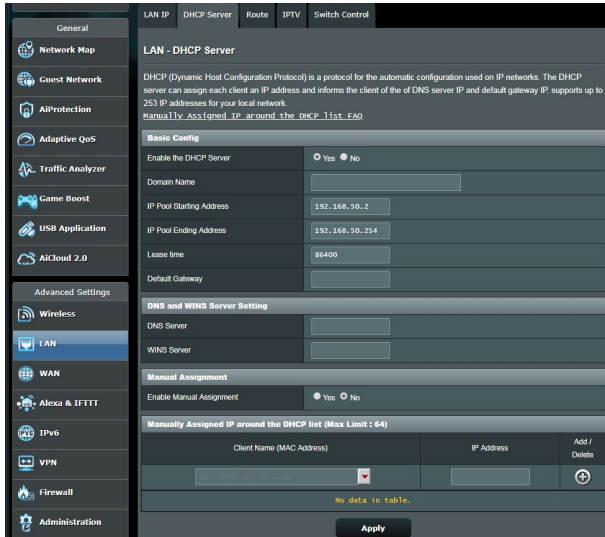 General
Network Map
Guest Network
AiProtection
Adaptive QoS
Traffic Analyzer
Game Boost
USB Application
AiCloud 2.0
Advanced Settings
Wireless
LAN
WAN
Alexa & IFTTT
IPv6
VPN
Firewall
Administration
LAN IP DHCP Server Route IPTV Switch Control
LAN - DHCP Server
DHCP (Dynamic Host Configuration Protocol) is a protocol for the automatic configuration used on IP networks. The DHCP
server can assign each client an IP address and informs the client of the of DNS server IP and default gateway IP. supports up to
253 IP addresses for your local network.
Manually Assigned IP around the DHCP list FAQ
Basic Config
Enable the DHCP Server Yes No
Domain Name
IP Pool Starting Address 192.168.50.2
IP Pool Ending Address 192.168.50.254
Lease time 86400
Default Gateway
DNS and WINS Server Setting
DNS Server
WINS Server
Manual Assignment
Enable Manual Assignment Yes No
Manually Assigned IP around the DHCP list (Max Limit : 64)
Client Name (MAC Address) IP Address Add / Delete
No data in table.
Apply